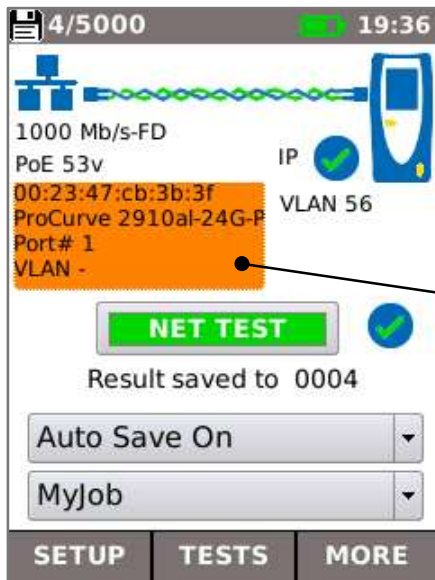 4/5000 19:36
1000 Mb/s-FD
PoE 53v
IP
00:23:47:cb:3b:3f
ProCurve 2910al-24G-P
Port# 1
VLAN -
VLAN 56
NET TEST
Result saved to 0004
Auto Save On
MyJob
SETUP TESTS MORE